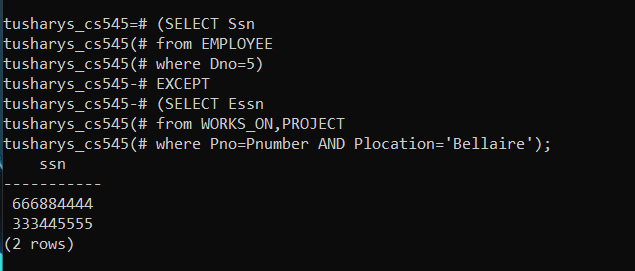 tusharys_cs545=# (SELECT Ssn
tusharys_cs545(# from EMPLOYEE
tusharys_cs545(# where Dno=5)
tusharys_cs545-# EXCEPT
tusharys_cs545-# (SELECT Essn
tusharys_cs545(# from WORKS_ON,PROJECT
tusharys_cs545(# where Pno=Pnumber AND Plocation='Bellaire');
    ssn
-----------
 666884444
 333445555
(2 rows)